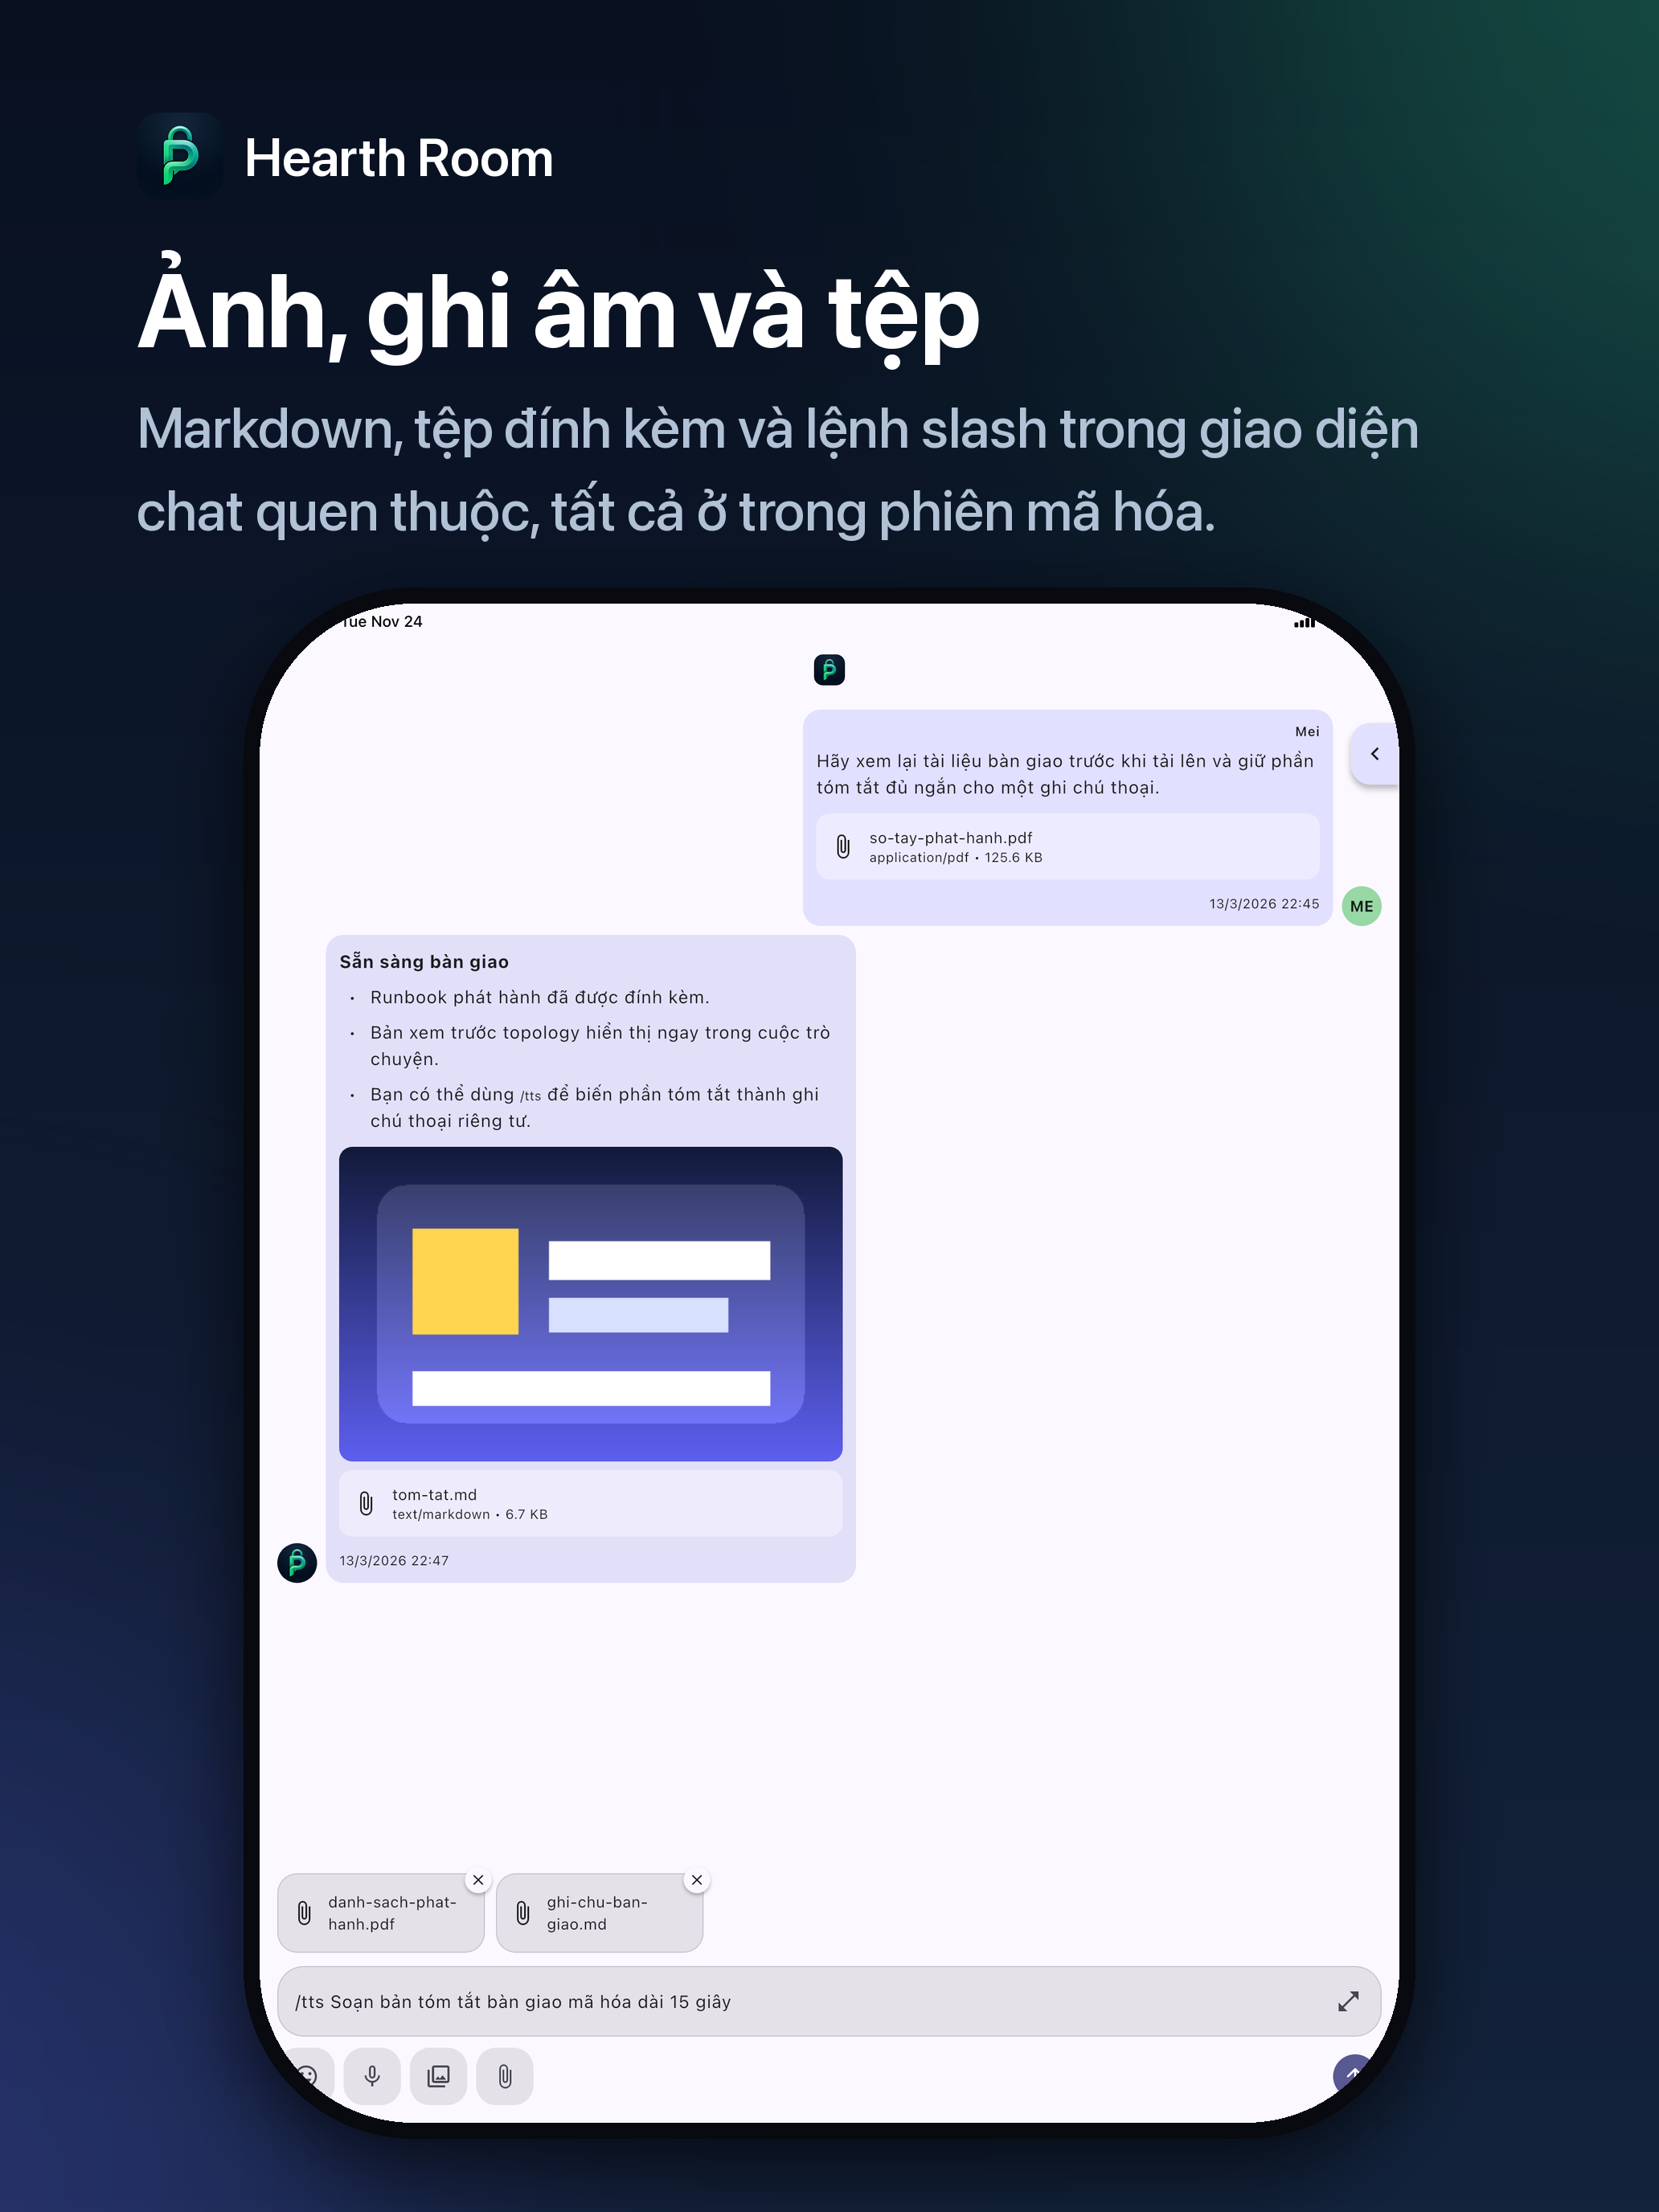 Hearth Room
Ảnh, ghi âm và tệp
Markdown, tệp đính kèm và lệnh slash trong giao diện
chat quen thuộc, tất cả ở trong phiên mã hóa.
Tue Nov 24
Mei
Hãy xem lại tài liệu bàn giao trước khi tải lên và giữ phần
tóm tắt đủ ngắn cho một ghi chú thoại.
so-tay-phat-hanh.pdf
application/pdf • 125.6 KB
13/3/2026 22:45
ME
Sẵn sàng bàn giao
• Runbook phát hành đã được đính kèm.
• Bản xem trước topology hiển thị ngay trong cuộc trò
chuyện.
• Bạn có thể dùng /tts để biến phần tóm tắt thành ghi
chú thoại riêng tư.
tom-tat.md
text/markdown • 6.7 KB
13/3/2026 22:47
danh-sach-phat-
hanh.pdf
ghi-chu-ban-
giao.md
/tts Soạn bản tóm tắt bàn giao mã hóa dài 15 giây